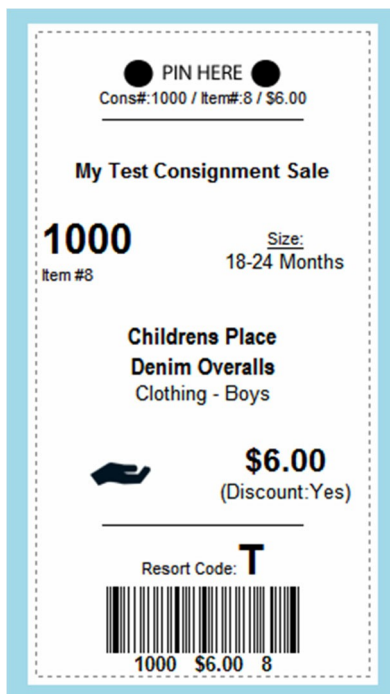 PIN HERE
Cons#:1000 / Item#:8 / $6.00
My Test Consignment Sale
1000
Item #8
Size:
18-24 Months
Childrens Place
Denim Overalls
Clothing - Boys
$6.00
(Discount:Yes)
Resort Code: T
1000 $6.00 8